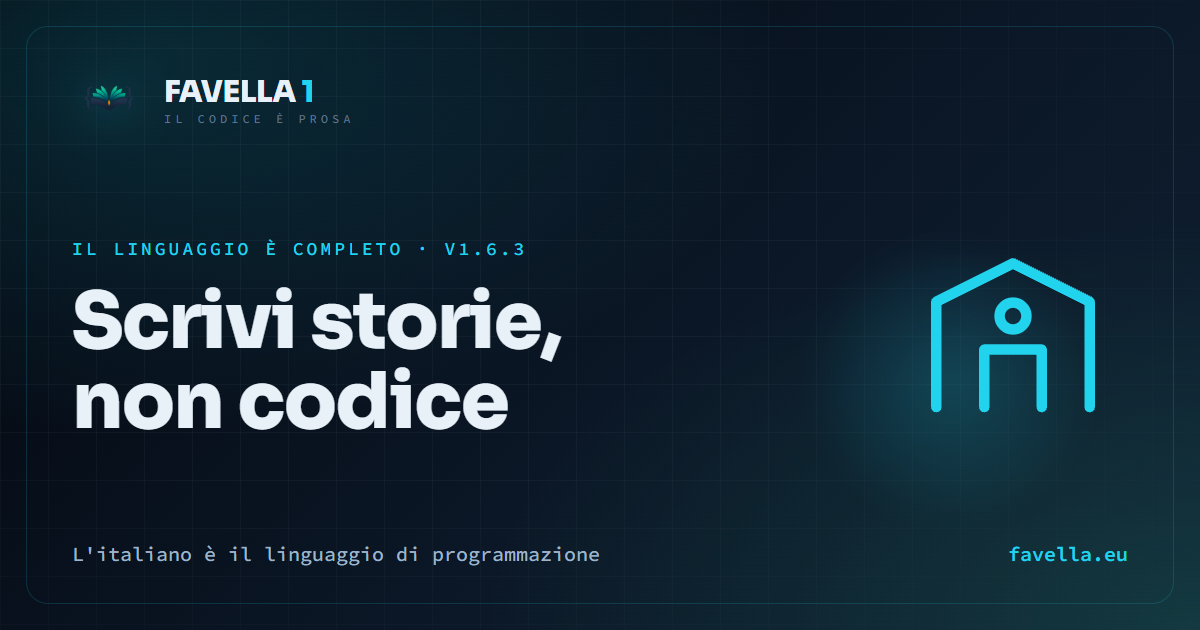 FAVELLA 1
IL CODICE È PROSA
IL LINGUAGGIO È COMPLETO · V1.6.3
Scrivi storie,
non codice
L'italiano è il linguaggio di programmazione
favella.eu